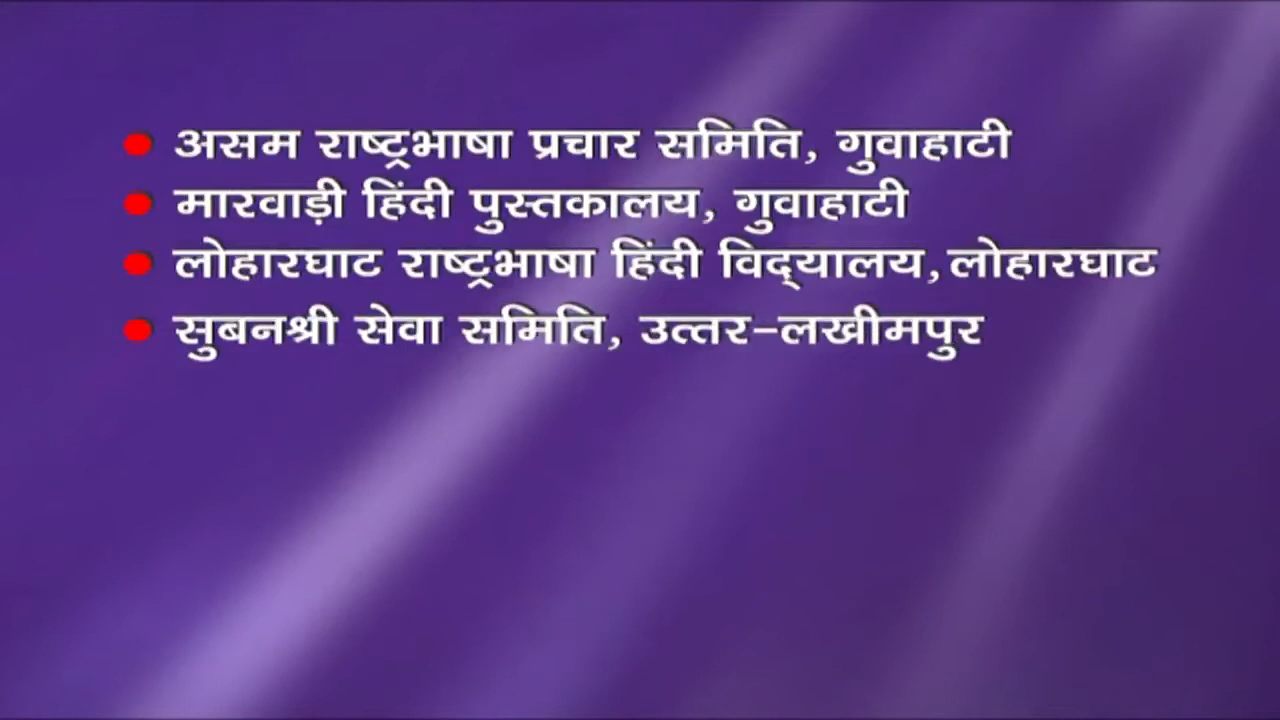 असम राष्ट्रभाषा प्रचार समिति, गुवाहाटी
मारवाड़ी हिंदी पुस्तकालय, गुवाहाटी
लोहारघाट राष्ट्रभाषा हिंदी विद्‌यालय,लोहारघाट
सुबनश्री सेवा समिति, उत्तर-लखीमपुर